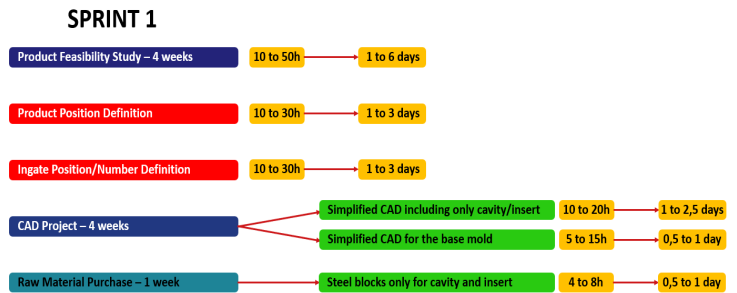 SPRINT 1
Product Feasibility Study – 4 weeks 10 to 50h 1 to 6 days
Product Position Definition 10 to 30h 1 to 3 days
Ingate Position/Number Definition 10 to 30h 1 to 3 days
Simplified CAD including only cavity/insert 10 to 20h 1 to 2,5 days
CAD Project – 4 weeks
Simplified CAD for the base mold 5 to 15h 0,5 to 1 day
Raw Material Purchase – 1 week Steel blocks only for cavity and insert 4 to 8h 0,5 to 1 day